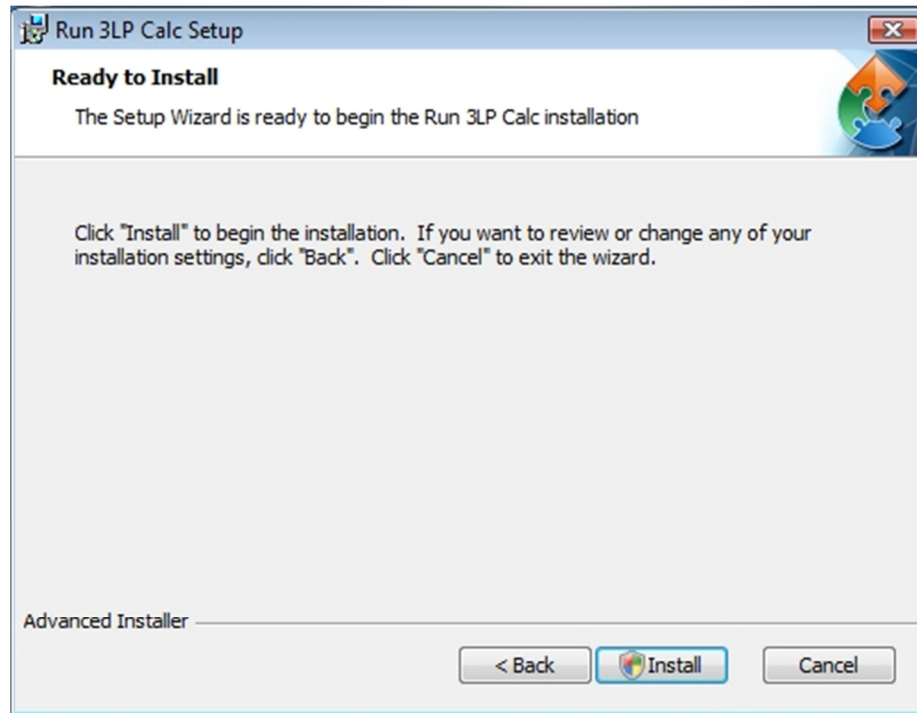 Run 3LP Calc Setup
Ready to Install
The Setup Wizard is ready to begin the Run 3LP Calc installation
Click "Install" to begin the installation.  If you want to review or change any of your
installation settings, click "Back".  Click "Cancel" to exit the wizard.
Advanced Installer
< Back
Install
Cancel